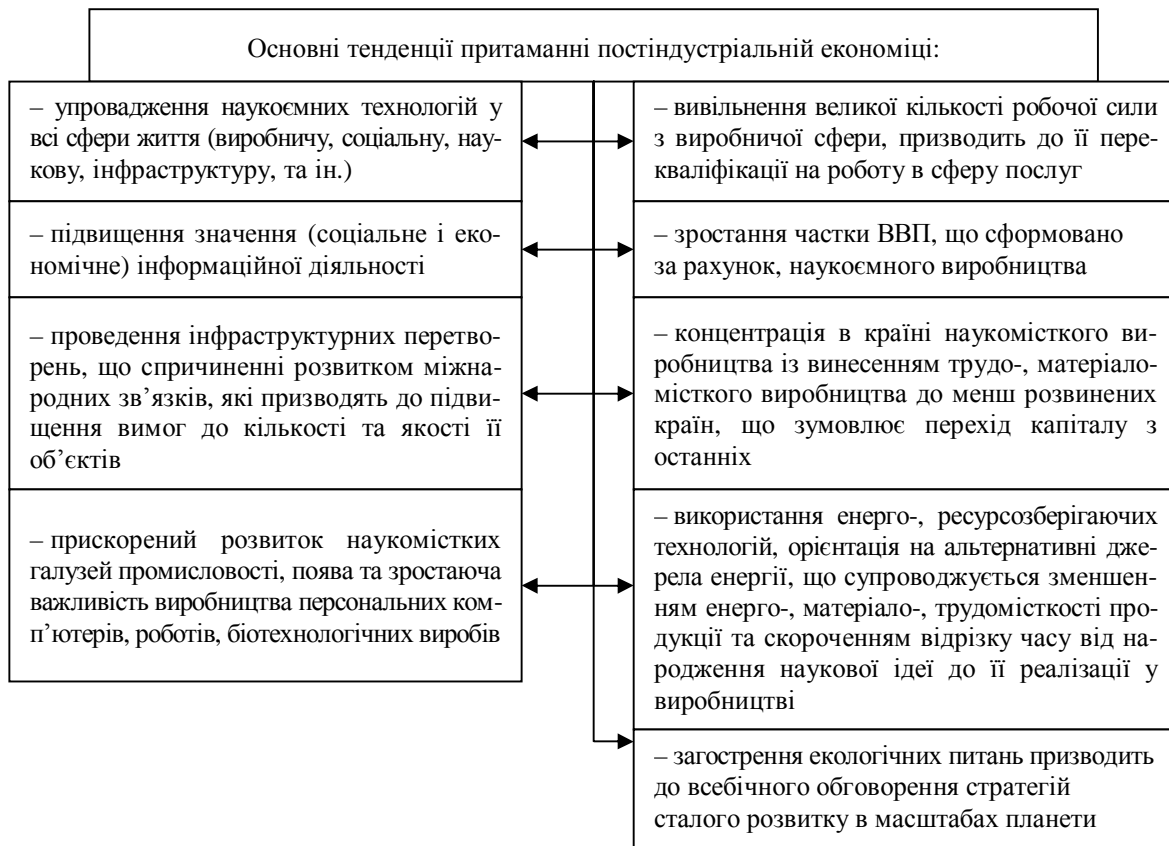 Основні тенденції притаманні постіндустріальній економіці:
– упровадження наукоємних технологій у
всі сфери життя (виробничу, соціальну, нау-
кову, інфраструктуру, та ін.)
– підвищення значення (соціальне і еко-
номічне) інформаційної діяльності
– проведення інфраструктурних перетво-
рень, що спричиненні розвитком міжна-
родних зв’язків, які призводять до підви-
щення вимог до кількості та якості її
об’єктів
– прискорений розвиток наукомістких
галузей промисловості, поява та зростаюча
важливість виробництва персональних ком-
п’ютерів, роботів, біотехнологічних виробів
– вивільнення великої кількості робочої сили
з виробничої сфери, призводить до її пере-
кваліфікації на роботу в сферу послуг
– зростання частки ВВП, що сформовано
за рахунок, наукоємного виробництва
– концентрація в країні наукомісткого ви-
робництва із винесенням трудо-, матеріало-
місткого виробництва до менш розвинених
країн, що зумовлює перехід капіталу з
останніх
– використання енерго-, ресурсозберігаючих
технологій, орієнтація на альтернативні дже-
рела енергії, що супроводжується зменшен-
ням енерго-, матеріало-, трудомісткості про-
дукції та скороченням відрізку часу від на-
родження наукової ідеї до її реалізації у
виробництві
– загострення екологічних питань призводить
до всебічного обговорення стратегій
сталого розвитку в масштабах планети